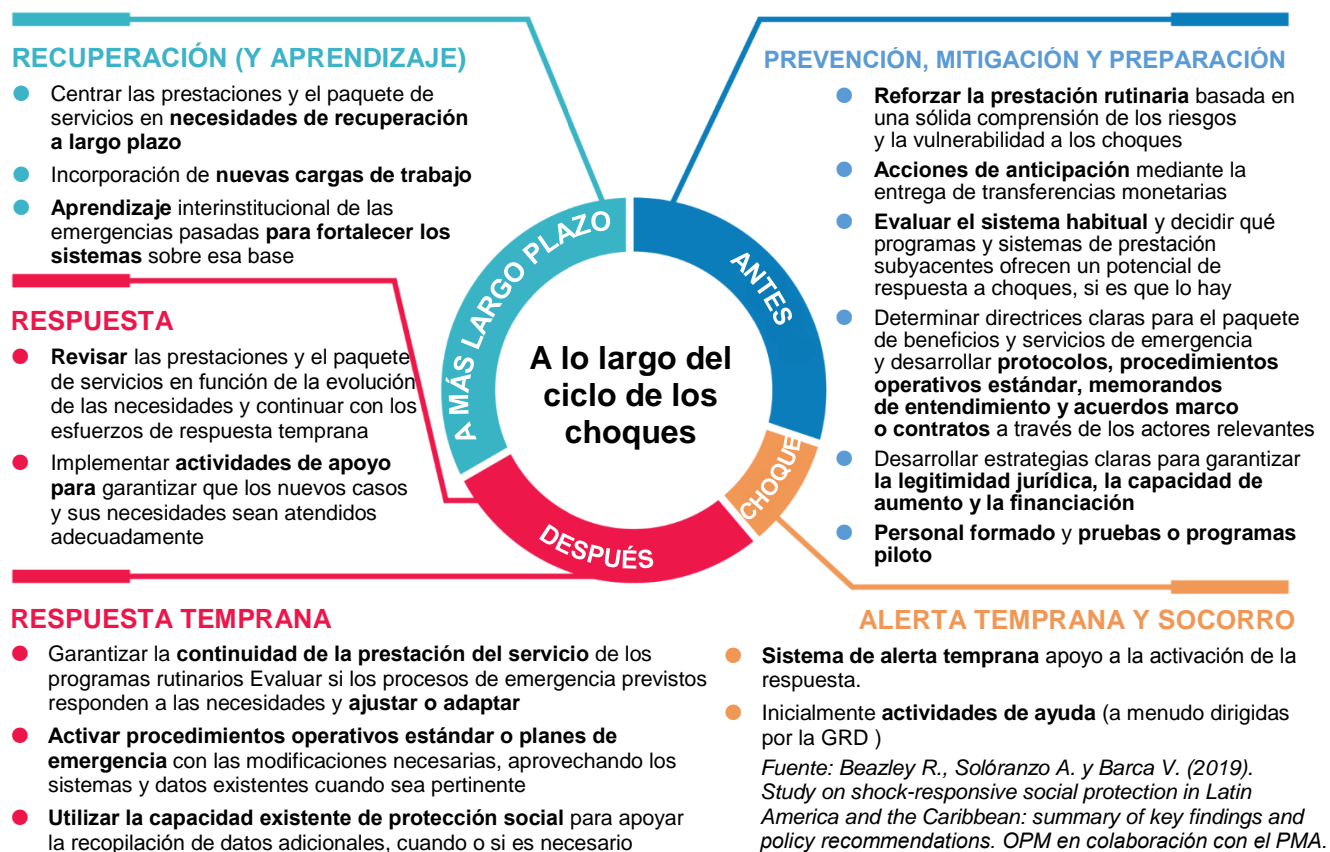 RECUPERACIÓN (Y APRENDIZAJE)
Centrar las prestaciones y el paquete de
servicios en necesidades de recuperación
a largo plazo
Incorporación de nuevas cargas de trabajo
Aprendizaje interinstitucional de las
emergencias pasadas para fortalecer los
sistemas sobre esa base
RESPUESTA
Revisar las prestaciones y el paquete
de servicios en función de la evolución
de las necesidades y continuar con los
esfuerzos de respuesta temprana
Implementar actividades de apoyo
para garantizar que los nuevos casos
y sus necesidades sean atendidos
adecuadamente
A MÁS LARGO PLAZO
ANTES
CHOQUE
DESPUÉS
A lo largo del
ciclo de los
choques
PREVENCIÓN, MITIGACIÓN Y PREPARACIÓN
Reforzar la prestación rutinaria basada en
una sólida comprensión de los riesgos
y la vulnerabilidad a los choques
Acciones de anticipación mediante la
entrega de transferencias monetarias
Evaluar el sistema habitual y decidir qué
programas y sistemas de prestación
subyacentes ofrecen un potencial de
respuesta a choques, si es que lo hay
Determinar directrices claras para el paquete
de beneficios y servicios de emergencia
y desarrollar protocolos, procedimientos
operativos estándar, memorandos
de entendimiento y acuerdos marco
o contratos a través de los actores relevantes
Desarrollar estrategias claras para garantizar
la legitimidad jurídica, la capacidad de
aumento y la financiación
Personal formado y pruebas o programas
piloto
RESPUESTA TEMPRANA
Garantizar la continuidad de la prestación del servicio de los
programas rutinarios Evaluar si los procesos de emergencia previstos
responden a las necesidades y ajustar o adaptar
Activar procedimientos operativos estándar o planes de
emergencia con las modificaciones necesarias, aprovechando los
sistemas y datos existentes cuando sea pertinente
Utilizar la capacidad existente de protección social para apoyar
la recopilación de datos adicionales, cuando o si es necesario
ALERTA TEMPRANA Y SOCORRO
Sistema de alerta temprana apoyo a la activación de la
respuesta.
Inicialmente actividades de ayuda (a menudo dirigidas
por la GRD )
Fuente: Beazley R., Solóranzo A. y Barca V. (2019).
Study on shock-responsive social protection in Latin
America and the Caribbean: summary of key findings and
policy recommendations. OPM en colaboración con el PMA.